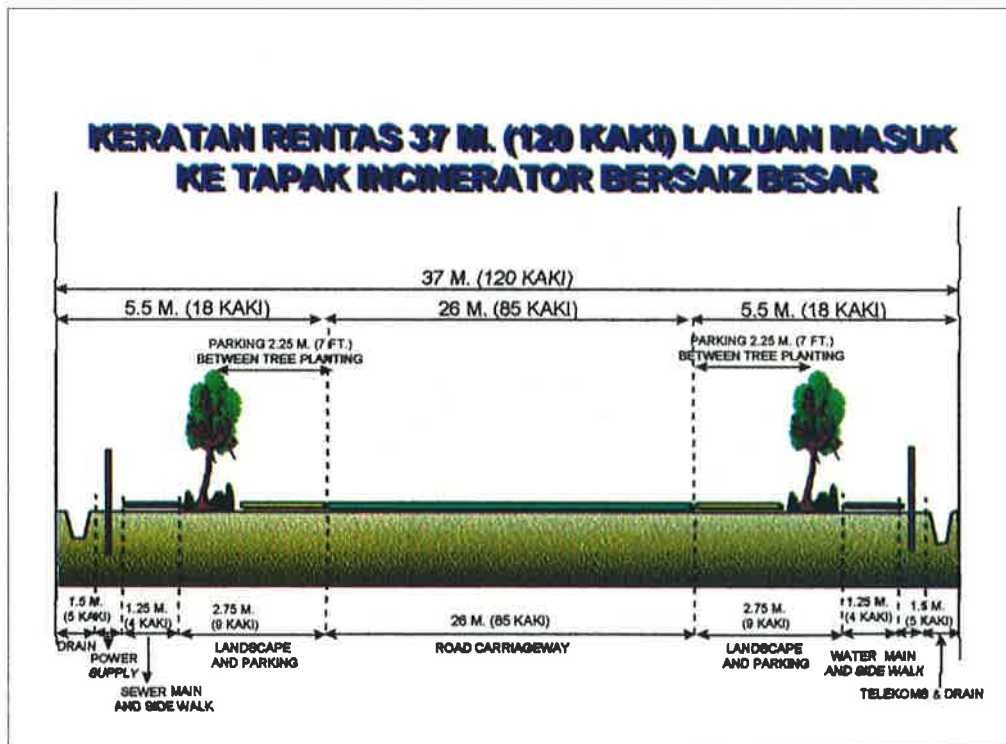 KERATAN RENTAS 37 M. (120 KAKI) LALUAN MASUK
KE TAPAK INCINERATOR BERSAIZ BESAR
37 M. (120 KAKI)
5.5 M. (18 KAKI)
26 M. (85 KAKI)
5.5 M. (18 KAKI)
PARKING 2.25 M. (7 FT.)
BETWEEN TREE PLANTING
PARKING 2.25 M. (7 FT.)
BETWEEN TREE PLANTING
1.5 M.
(5 KAKI)
1.25 M.
(4 KAKI)
2.75 M.
(9 KAKI)
26 M. (85 KAKI)
2.75 M.
(9 KAKI)
1.25 M.
(4 KAKI)
1.5 M.
(5 KAKI)
DRAIN
POWER
SUPPLY
SEWER MAIN
AND SIDE WALK
LANDSCAPE
AND PARKING
ROAD CARRIAGEWAY
LANDSCAPE
AND PARKING
WATER MAIN
AND SIDE WALK
TELEKOMS & DRAIN